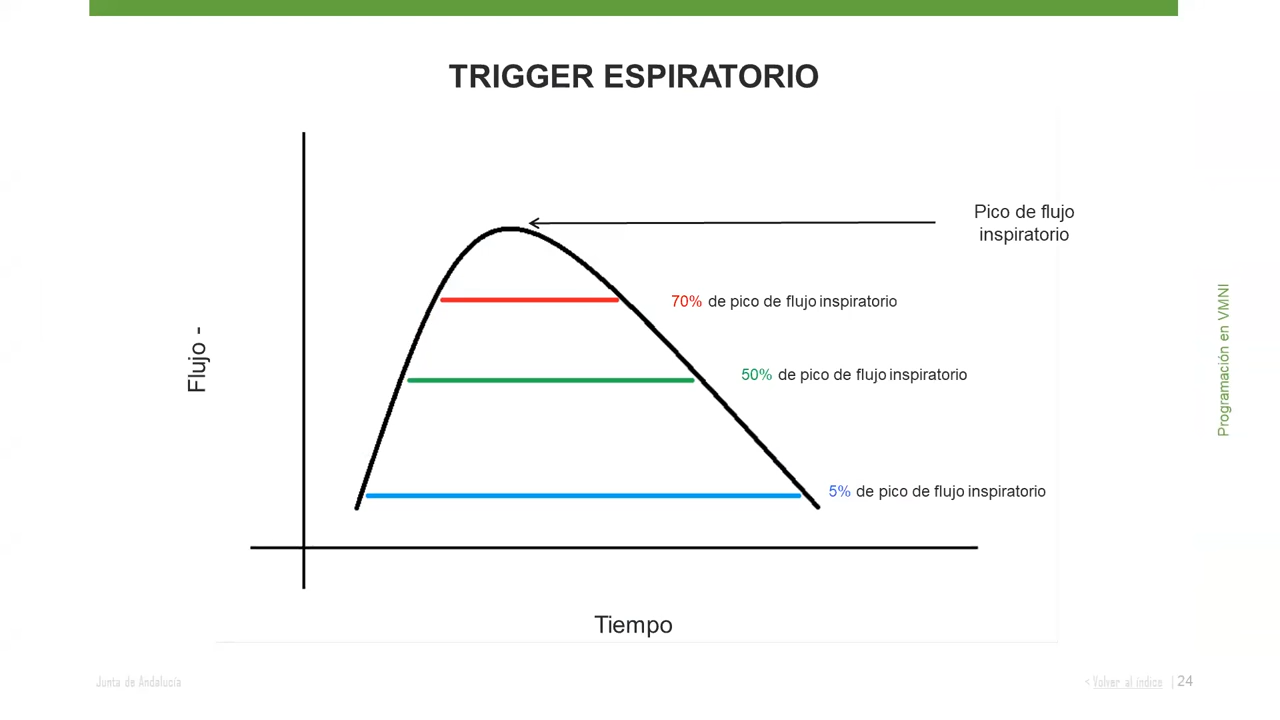 TRIGGER ESPIRATORIO
Pico de flujo
inspiratorio
70% de pico de flujo inspiratorio
Flujo -
50% de pico de flujo inspiratorio
Programación en VMNI
5% de pico de flujo inspiratorio
Tiempo
Junta de Andalucía
< Volver al índice | 24